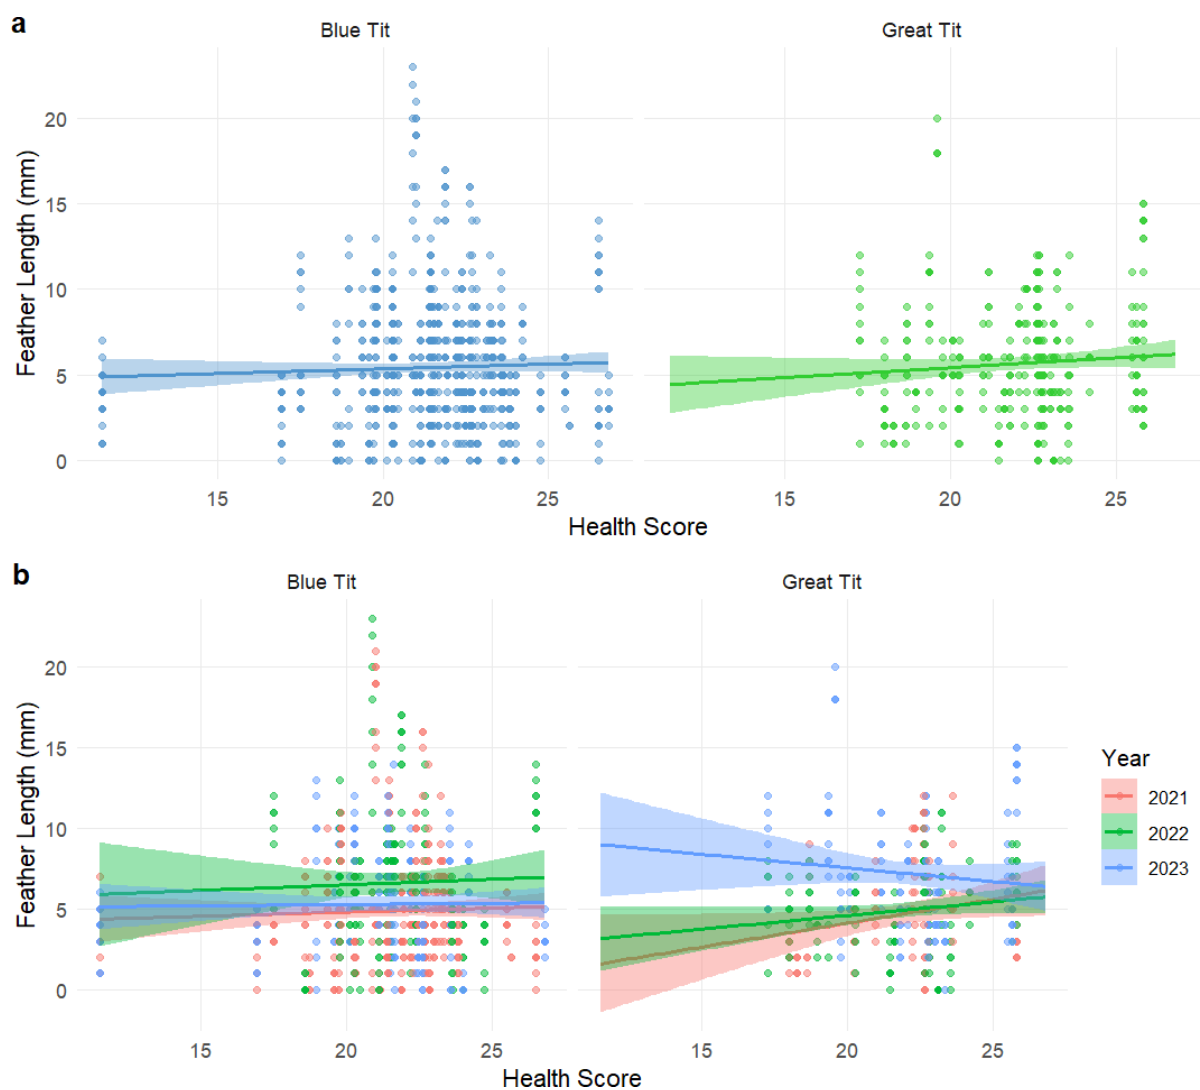 a
Blue Tit Great Tit
20
15
10
5
0
Feather Length (mm)
15 20 25 15 20 25
Health Score
b
Blue Tit Great Tit
20
15
10
5
0
Feather Length (mm)
15 20 25 15 20 25
Health Score
Year
2021
2022
2023